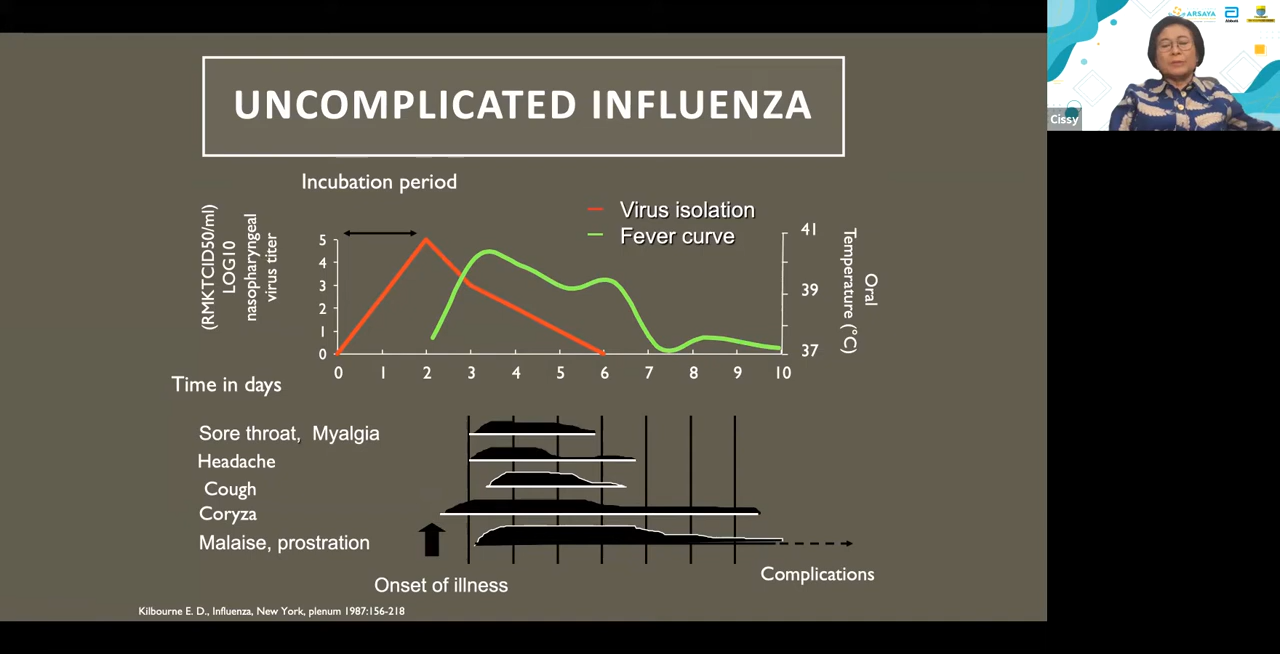 UNCOMPLICATED INFLUENZA
Incubation period
Virus isolation
Fever curve
(RMKTCID50/ml)
LOG10
nasopharyngeal
virus titer
5
4
3
2
1
0
41
39
37
Oral
Temperature (°C)
0 1 2 3 4 5 6 7 8 9 10
Time in days
Sore throat, Myalgia
Headache
Cough
Coryza
Malaise, prostration
Onset of illness
Complications
Kilbourne E. D., Influenza, New York, plenum 1987:156-218
ARSAYA
Abbott
Cissy